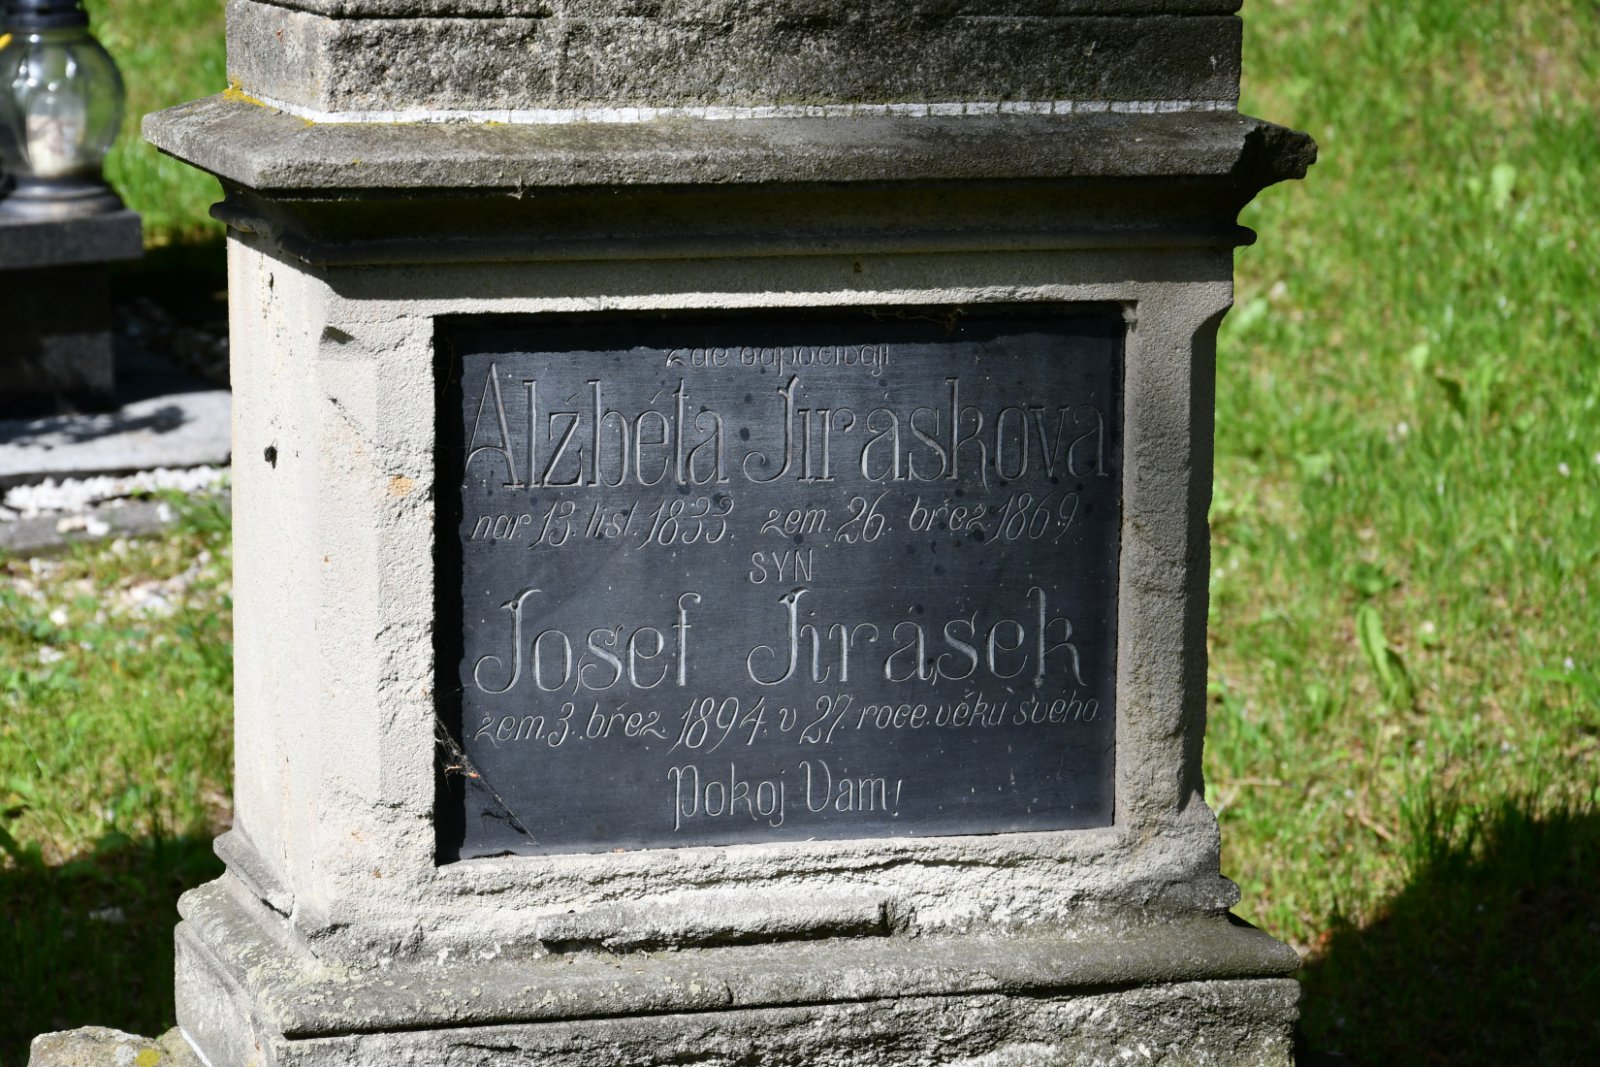 Zde odpočívají
Alžbéta Jirásková
nar. 13. list. 1833. zem. 26. břez. 1869.
SYN
Josef Jirásek
zem. 3. břez. 1894. v 27. roce. věku svého.
Pokoj Vám!